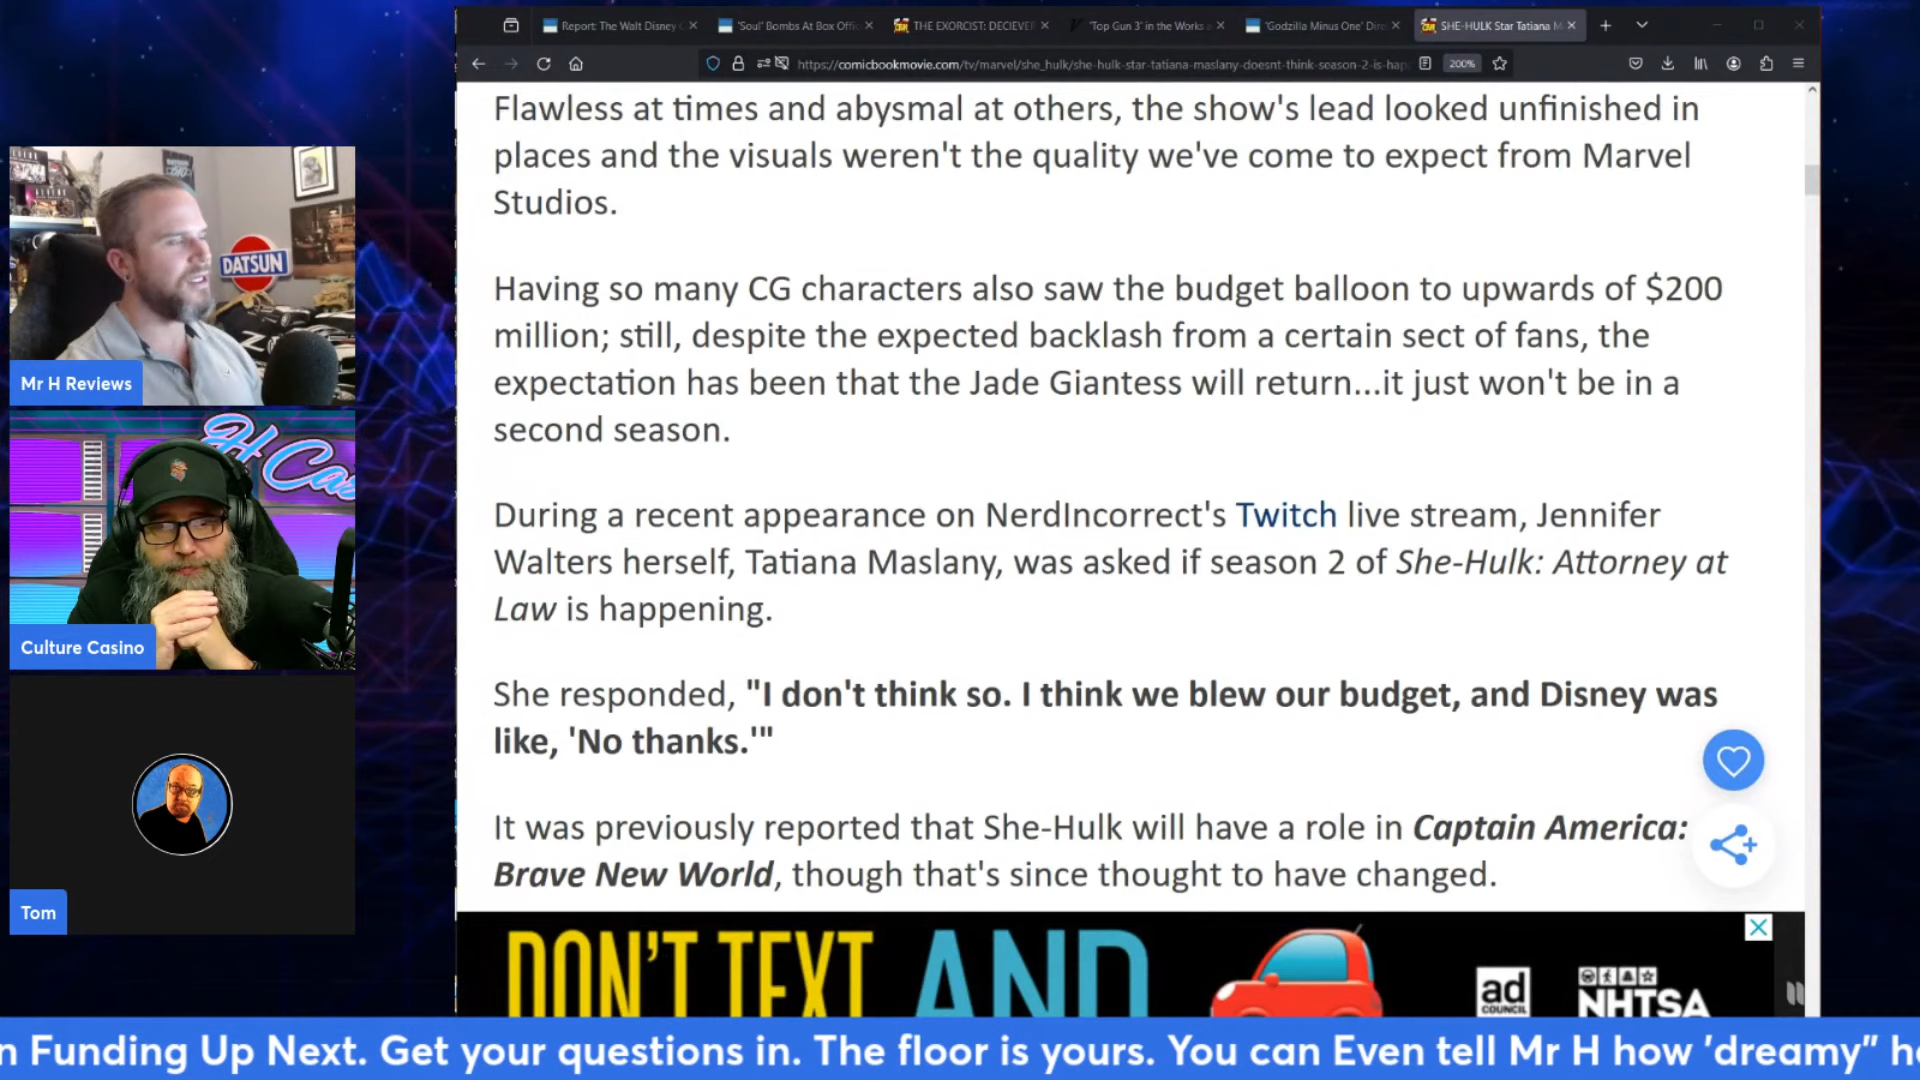 Report: The Walt Disney
'Soul' Bombs At Box Offi
THE EXORCIST: DECIEVER
'Top Gun 3' in the Works a
'Godzilla Minus One' Dire
SHE-HULK Star Tatiana M
https://comicbookmovie.com/tv/marvel/she_hulk/she-hulk-star-tatiana-maslany-doesnt-think-season-2-is-hap
200%
Flawless at times and abysmal at others, the show's lead looked unfinished in
places and the visuals weren't the quality we've come to expect from Marvel
Studios.
Having so many CG characters also saw the budget balloon to upwards of $200
million; still, despite the expected backlash from a certain sect of fans, the
expectation has been that the Jade Giantess will return...it just won't be in a
second season.
During a recent appearance on NerdIncorrect's Twitch live stream, Jennifer
Walters herself, Tatiana Maslany, was asked if season 2 of She-Hulk: Attorney at
Law is happening.
She responded, "I don't think so. I think we blew our budget, and Disney was
like, 'No thanks.'"
It was previously reported that She-Hulk will have a role in Captain America:
Brave New World, though that's since thought to have changed.
DON'T TEXT AND
ad
COUNCIL
NHTSA
DATSUN
Mr H Reviews
H Cas
Culture Casino
Tom
n Funding Up Next. Get your questions in. The floor is yours. You can Even tell Mr H how 'dreamy" he